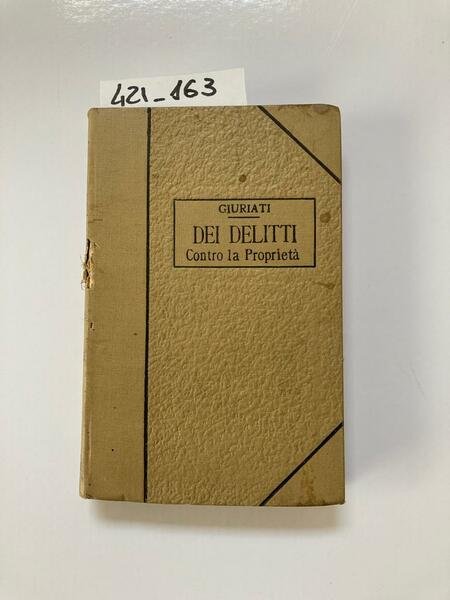 421_163
GIURIATI
DEI DELITTI
Contro la Proprietà